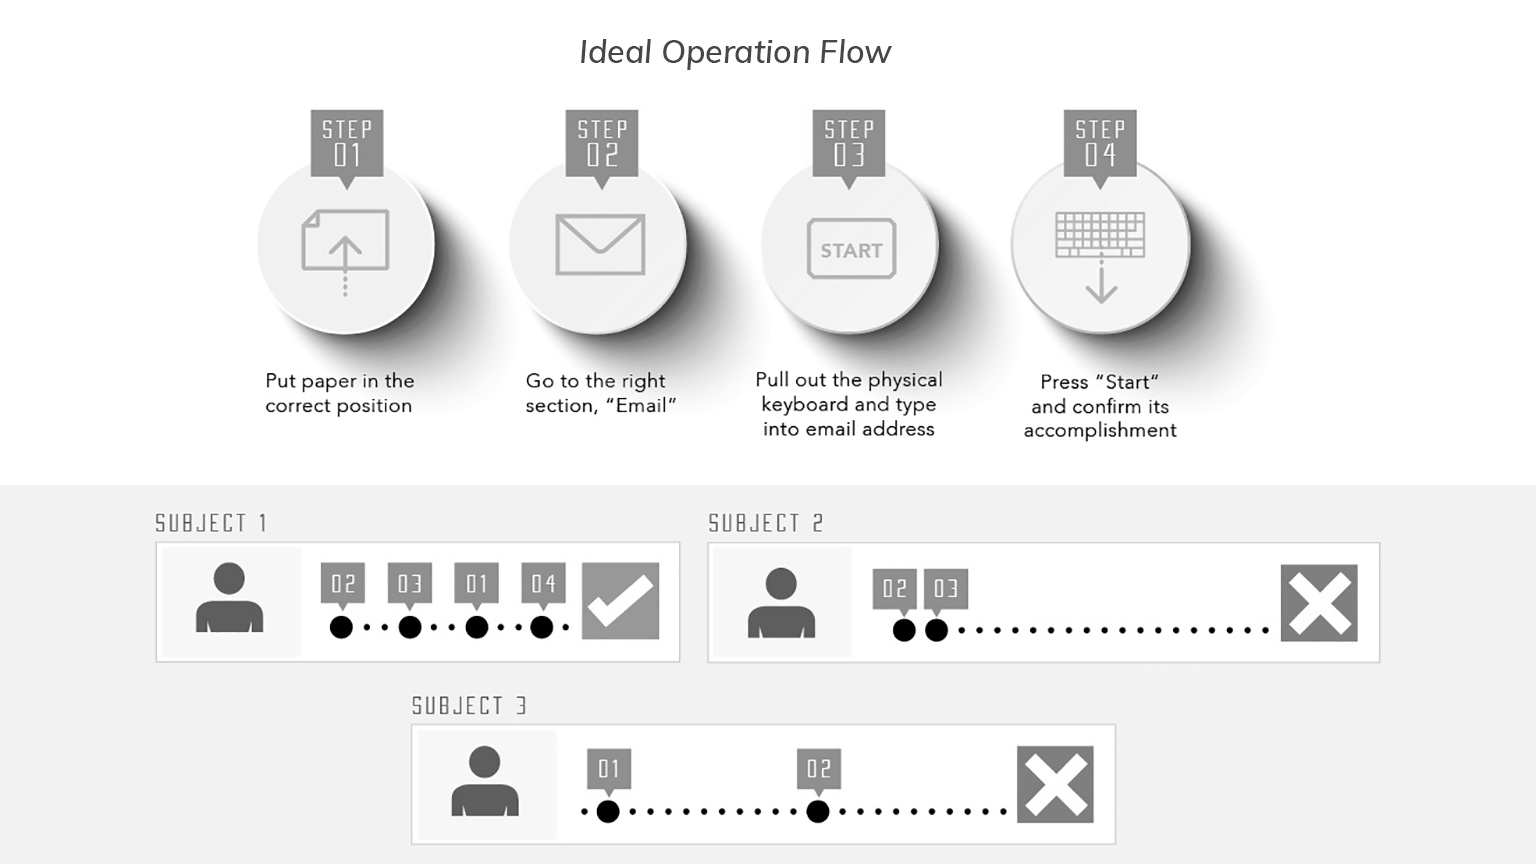 Ideal Operation Flow
STEP
01
STEP
02
STEP
03
STEP
04
START
Put paper in the
correct position
Go to the right
section, “Email”
Pull out the physical
keyboard and type
into email address
Press “Start”
and confirm its
accomplishment
SUBJECT 1
02
03
01
04
SUBJECT 2
02
03
SUBJECT 3
01
02